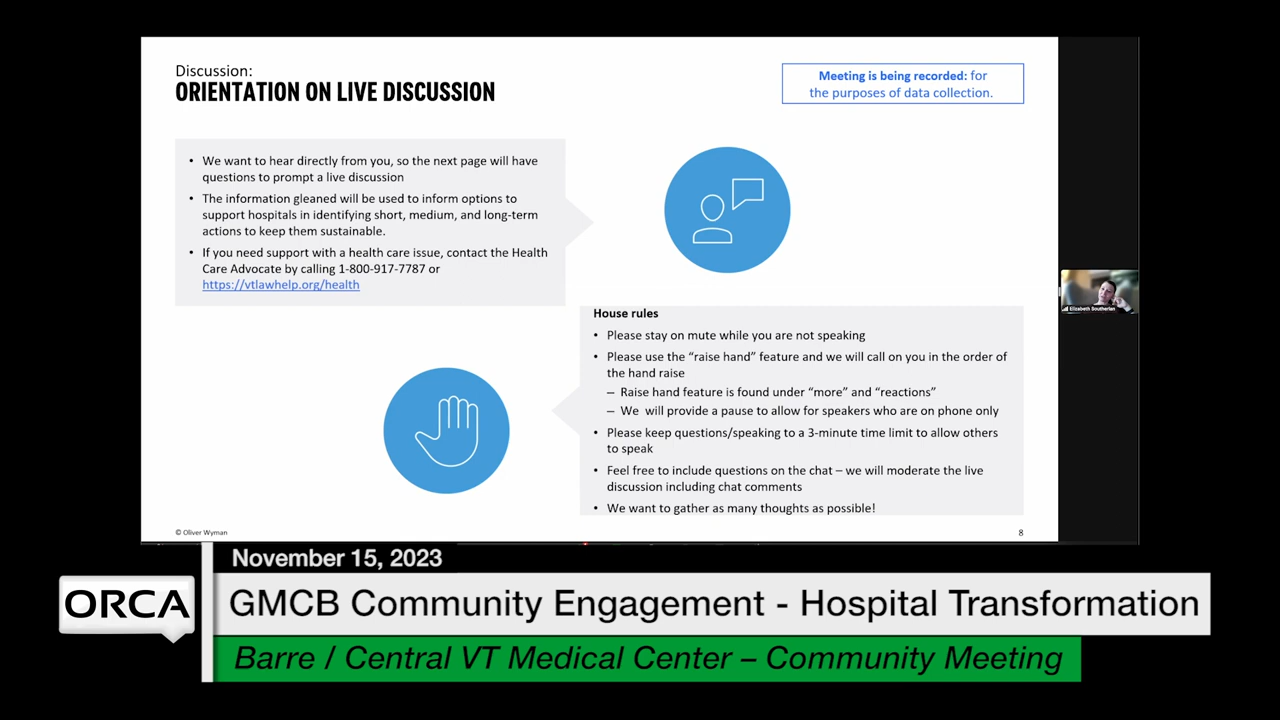 Discussion:
ORIENTATION ON LIVE DISCUSSION
Meeting is being recorded: for
the purposes of data collection.
• We want to hear directly from you, so the next page will have
questions to prompt a live discussion
• The information gleaned will be used to inform options to
support hospitals in identifying short, medium, and long-term
actions to keep them sustainable.
• If you need support with a health care issue, contact the Health
Care Advocate by calling 1-800-917-7787 or
https://vtlawhelp.org/health
House rules
• Please stay on mute while you are not speaking
• Please use the “raise hand” feature and we will call on you in the order of
the hand raise
– Raise hand feature is found under “more” and “reactions”
– We will provide a pause to allow for speakers who are on phone only
• Please keep questions/speaking to a 3-minute time limit to allow others
to speak
• Feel free to include questions on the chat – we will moderate the live
discussion including chat comments
• We want to gather as many thoughts as possible!
© Oliver Wyman
8
Elizabeth Southerlan
November 15, 2023
ORCA
GMCB Community Engagement - Hospital Transformation
Barre / Central VT Medical Center – Community Meeting